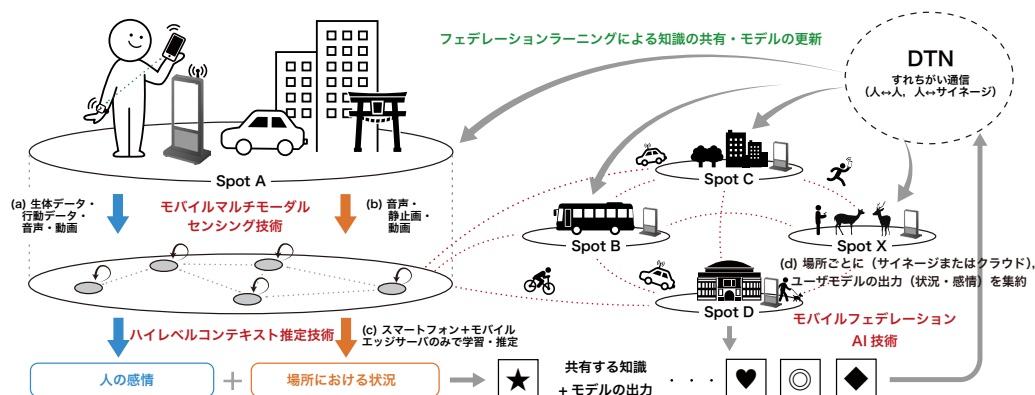 フェデレーションラーニングによる知識の共有・モデルの更新
DTN
すれちがい通信
(人↔人，人↔サイネージ)
Spot A
Spot C
Spot B
Spot X
Spot D
(a) 生体データ・
行動データ・
音声・動画
モバイルマルチモーダル
センシング技術
(b) 音声・
静止画・
動画
(d) 場所ごとに（サイネージまたはクラウド），
ユーザモデルの出力（状況・感情）を集約
モバイルフェデレーション
AI 技術
ハイレベルコンテキスト推定技術
(c) スマートフォン＋モバイル
エッジサーバのみで学習・推定
人の感情
+
場所における状況
共有する知識
+ モデルの出力
・・・